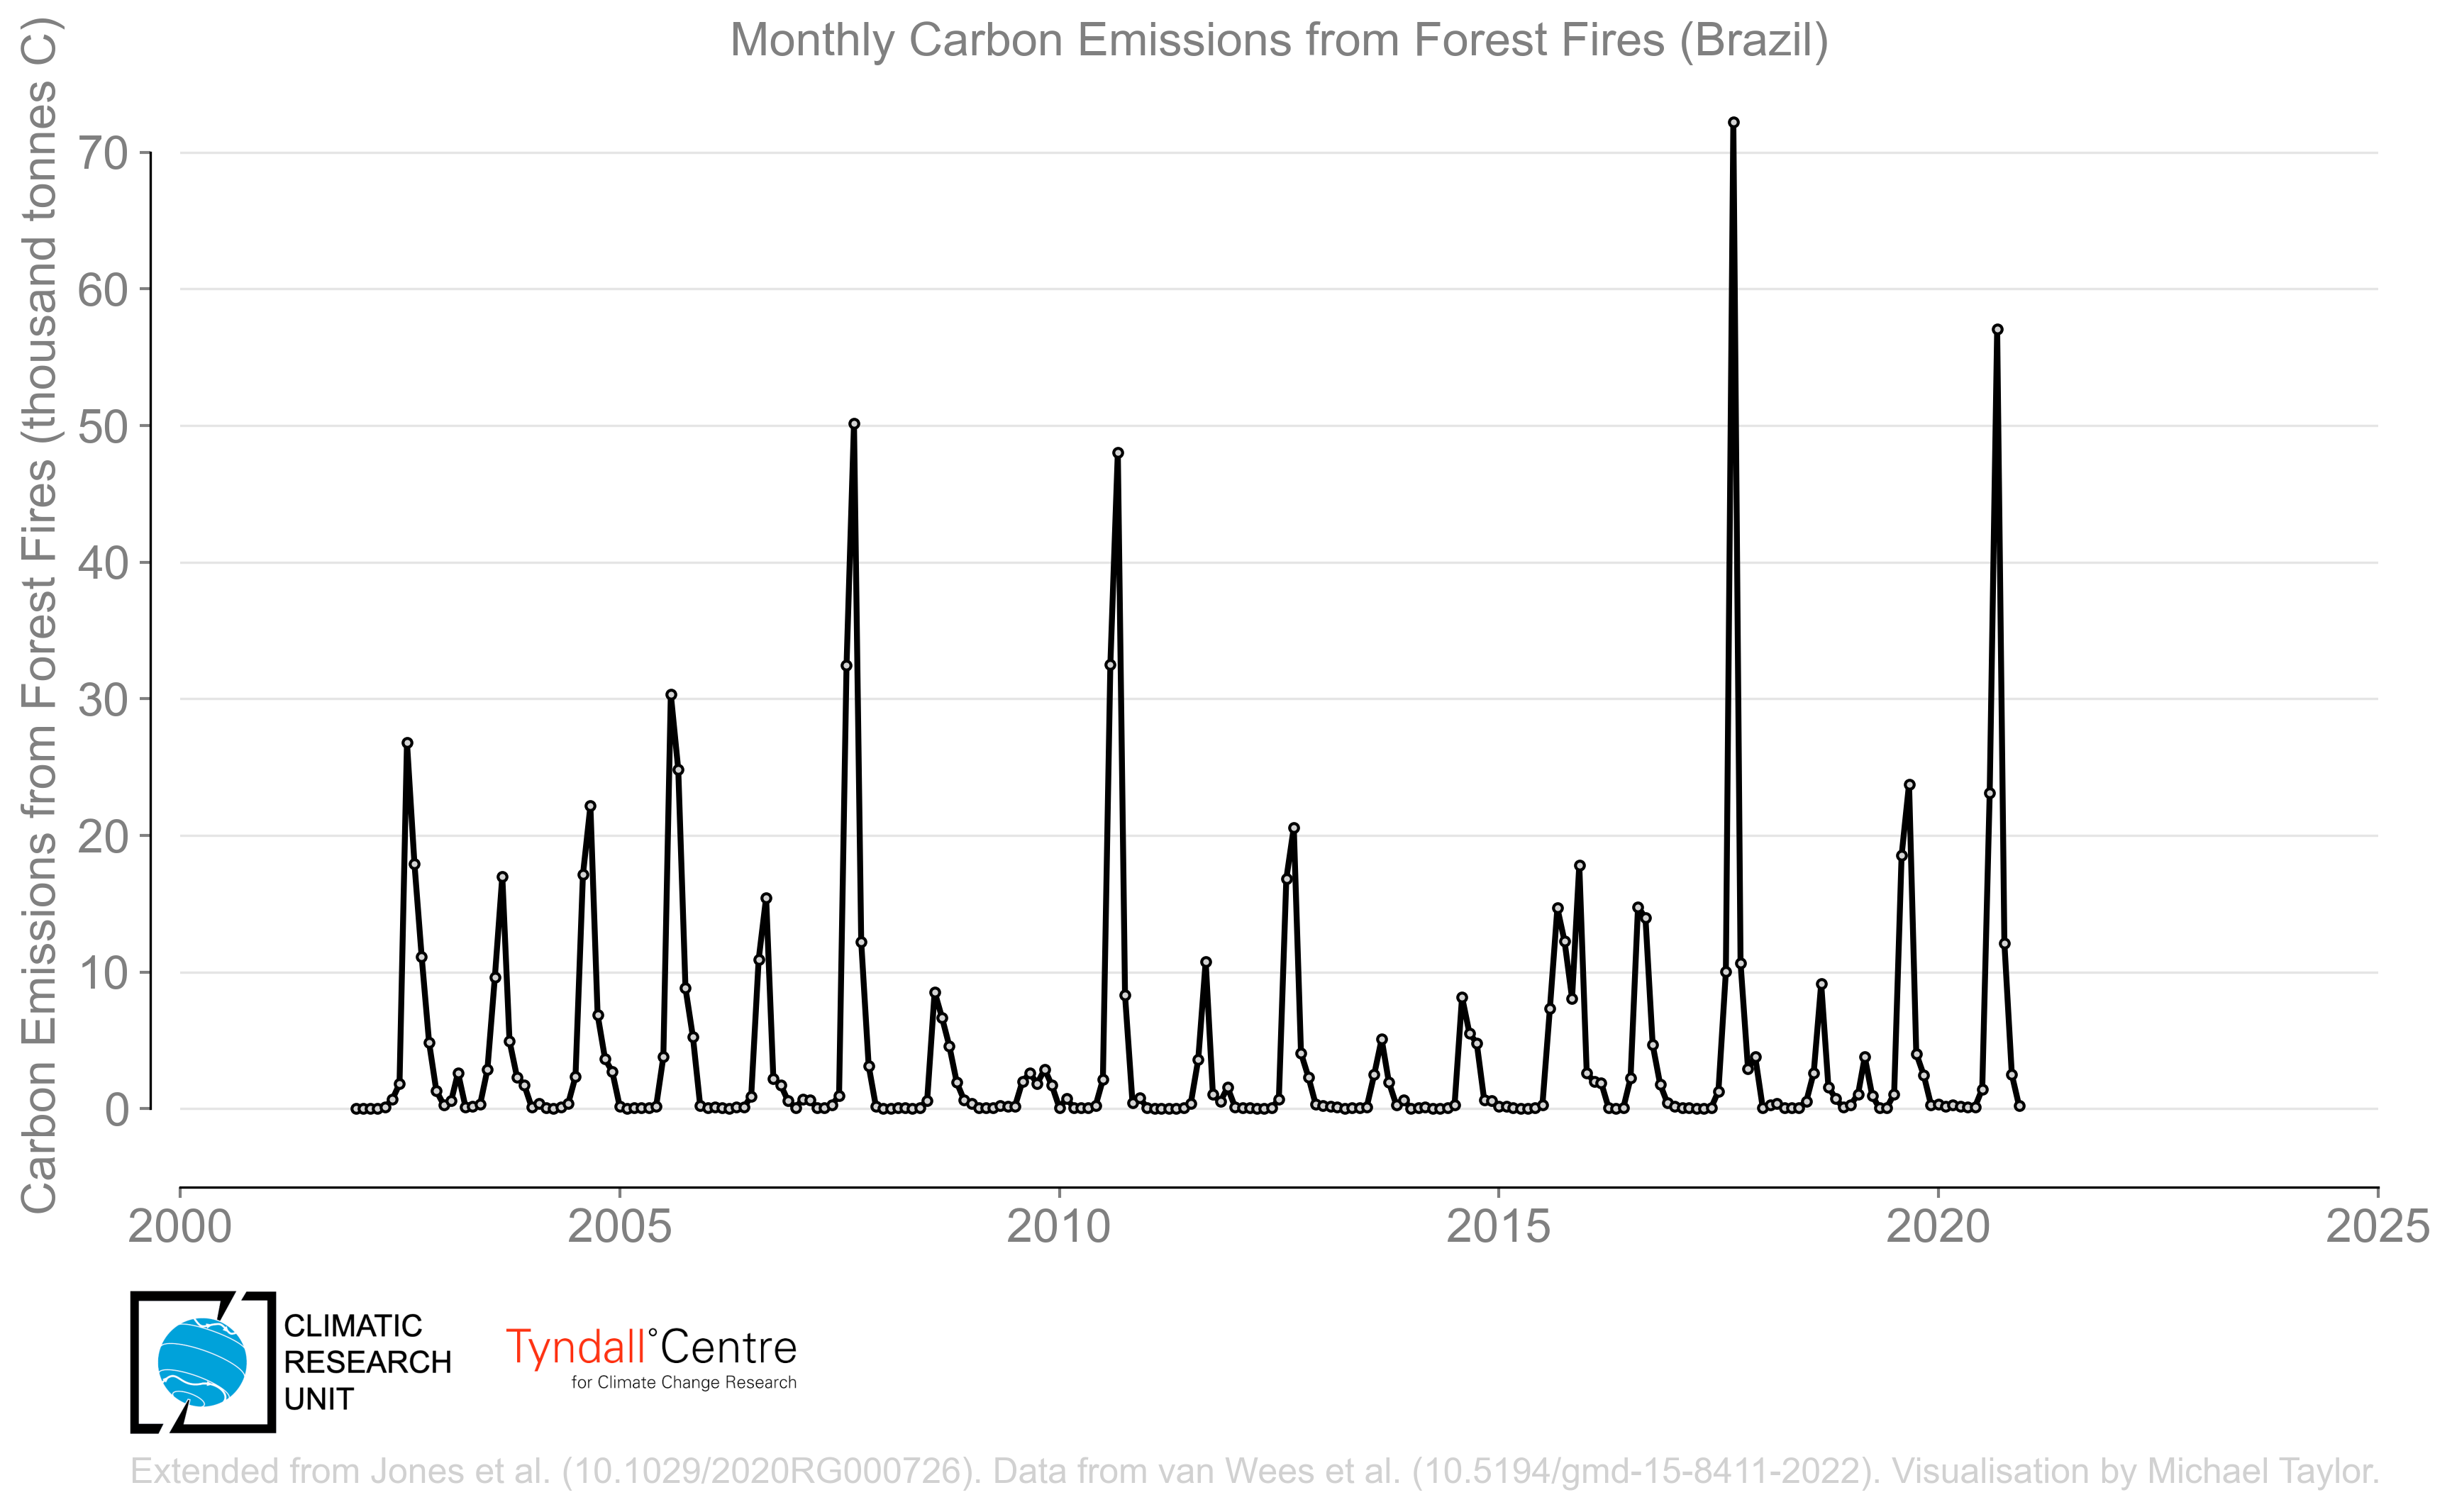 Monthly Carbon Emissions from Forest Fires (Brazil)
Carbon Emissions from Forest Fires (thousand tonnes C)
70
60
50
40
30
20
10
0
2000 2005 2010 2015 2020 2025
CLIMATIC
RESEARCH
UNIT
Tyndall°Centre
for Climate Change Research
Extended from Jones et al. (10.1029/2020RG000726). Data from van Wees et al. (10.5194/gmd-15-8411-2022). Visualisation by Michael Taylor.